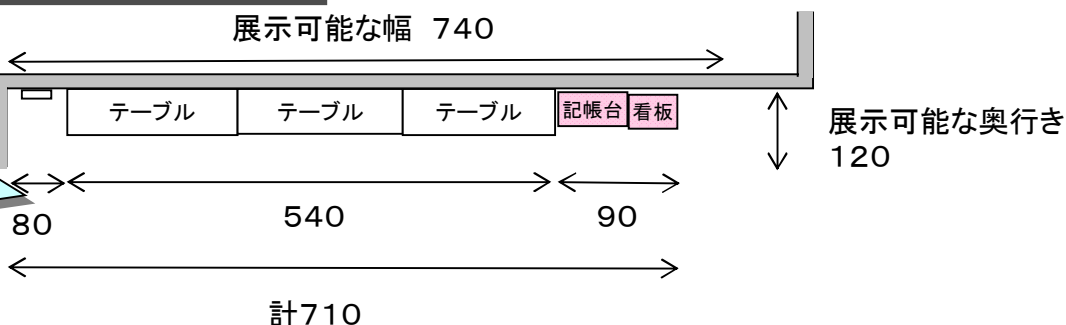 展示可能な幅 740
テーブル
テーブル
テーブル
記帳台
看板
展示可能な奥行き
120
80
540
90
計710